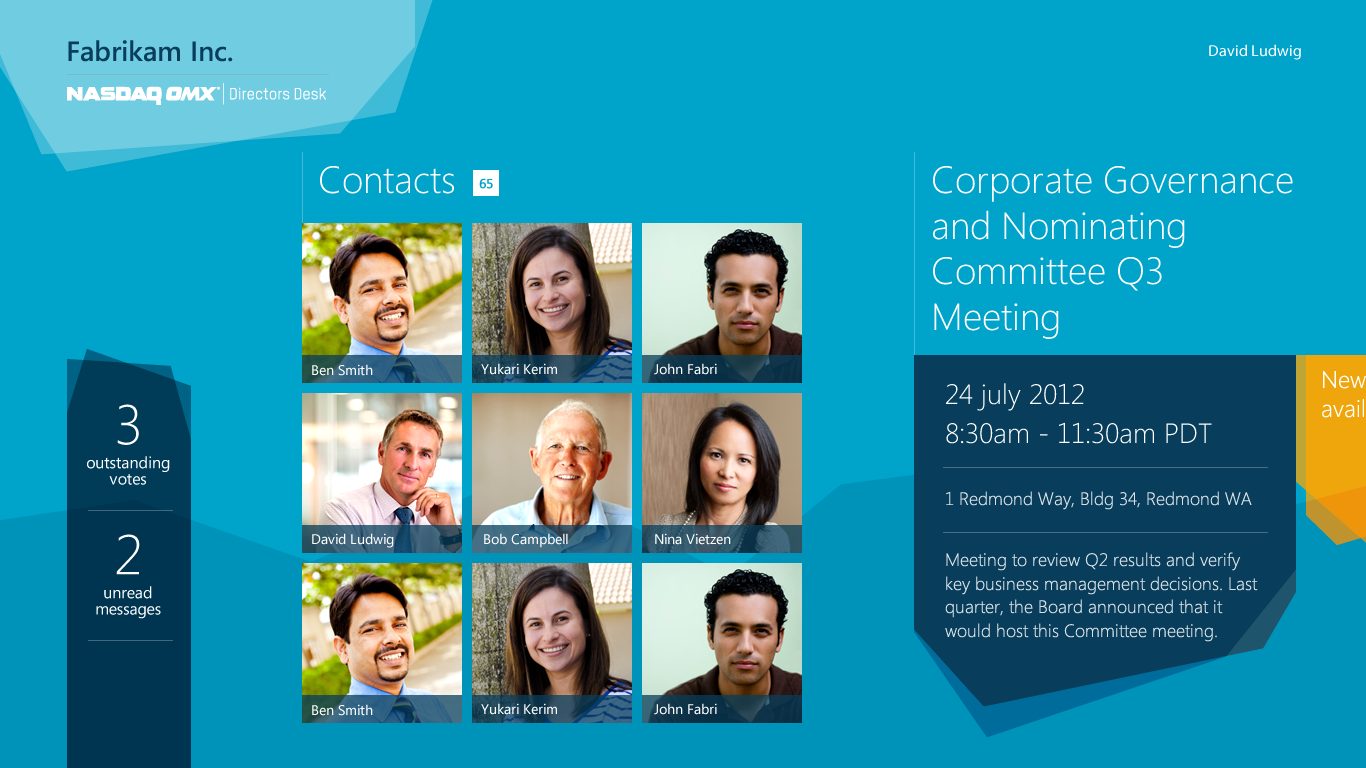 Fabrikam Inc.
NASDAQ OMX® | Directors Desk
David Ludwig
3
outstanding
votes
2
unread
messages
Contacts 65
Ben Smith
Yukari Kerim
John Fabri
David Ludwig
Bob Campbell
Nina Vietzen
Ben Smith
Yukari Kerim
John Fabri
Corporate Governance
and Nominating
Committee Q3
Meeting
24 july 2012
8:30am - 11:30am PDT
1 Redmond Way, Bldg 34, Redmond WA
Meeting to review Q2 results and verify
key business management decisions. Last
quarter, the Board announced that it
would host this Committee meeting.
New
avail